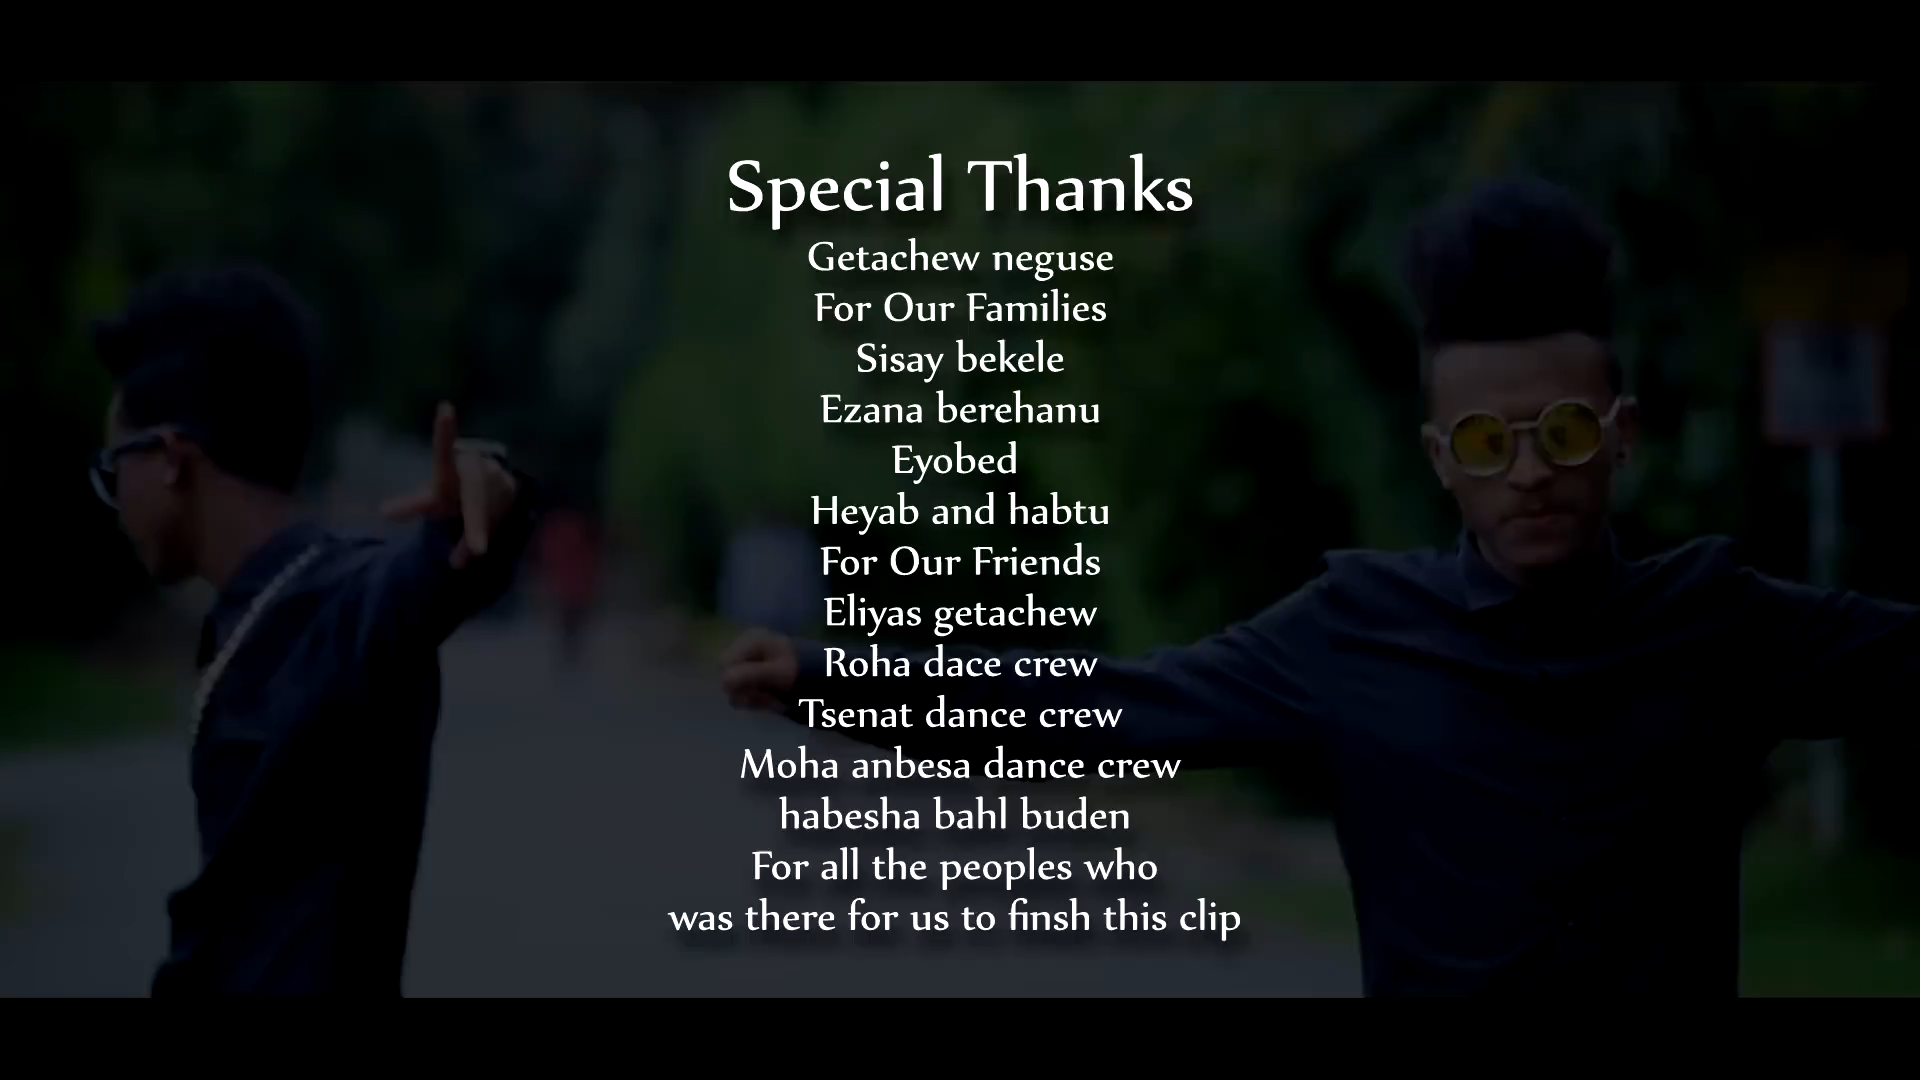 Special Thanks
Getachew neguse
For Our Families
Sisay bekele
Ezana berehanu
Eyobed
Heyab and habtu
For Our Friends
Eliyas getachew
Roha dace crew
Tsenat dance crew
Moha anbesa dance crew
habesha bahl buden
For all the peoples who
was there for us to finsh this clip